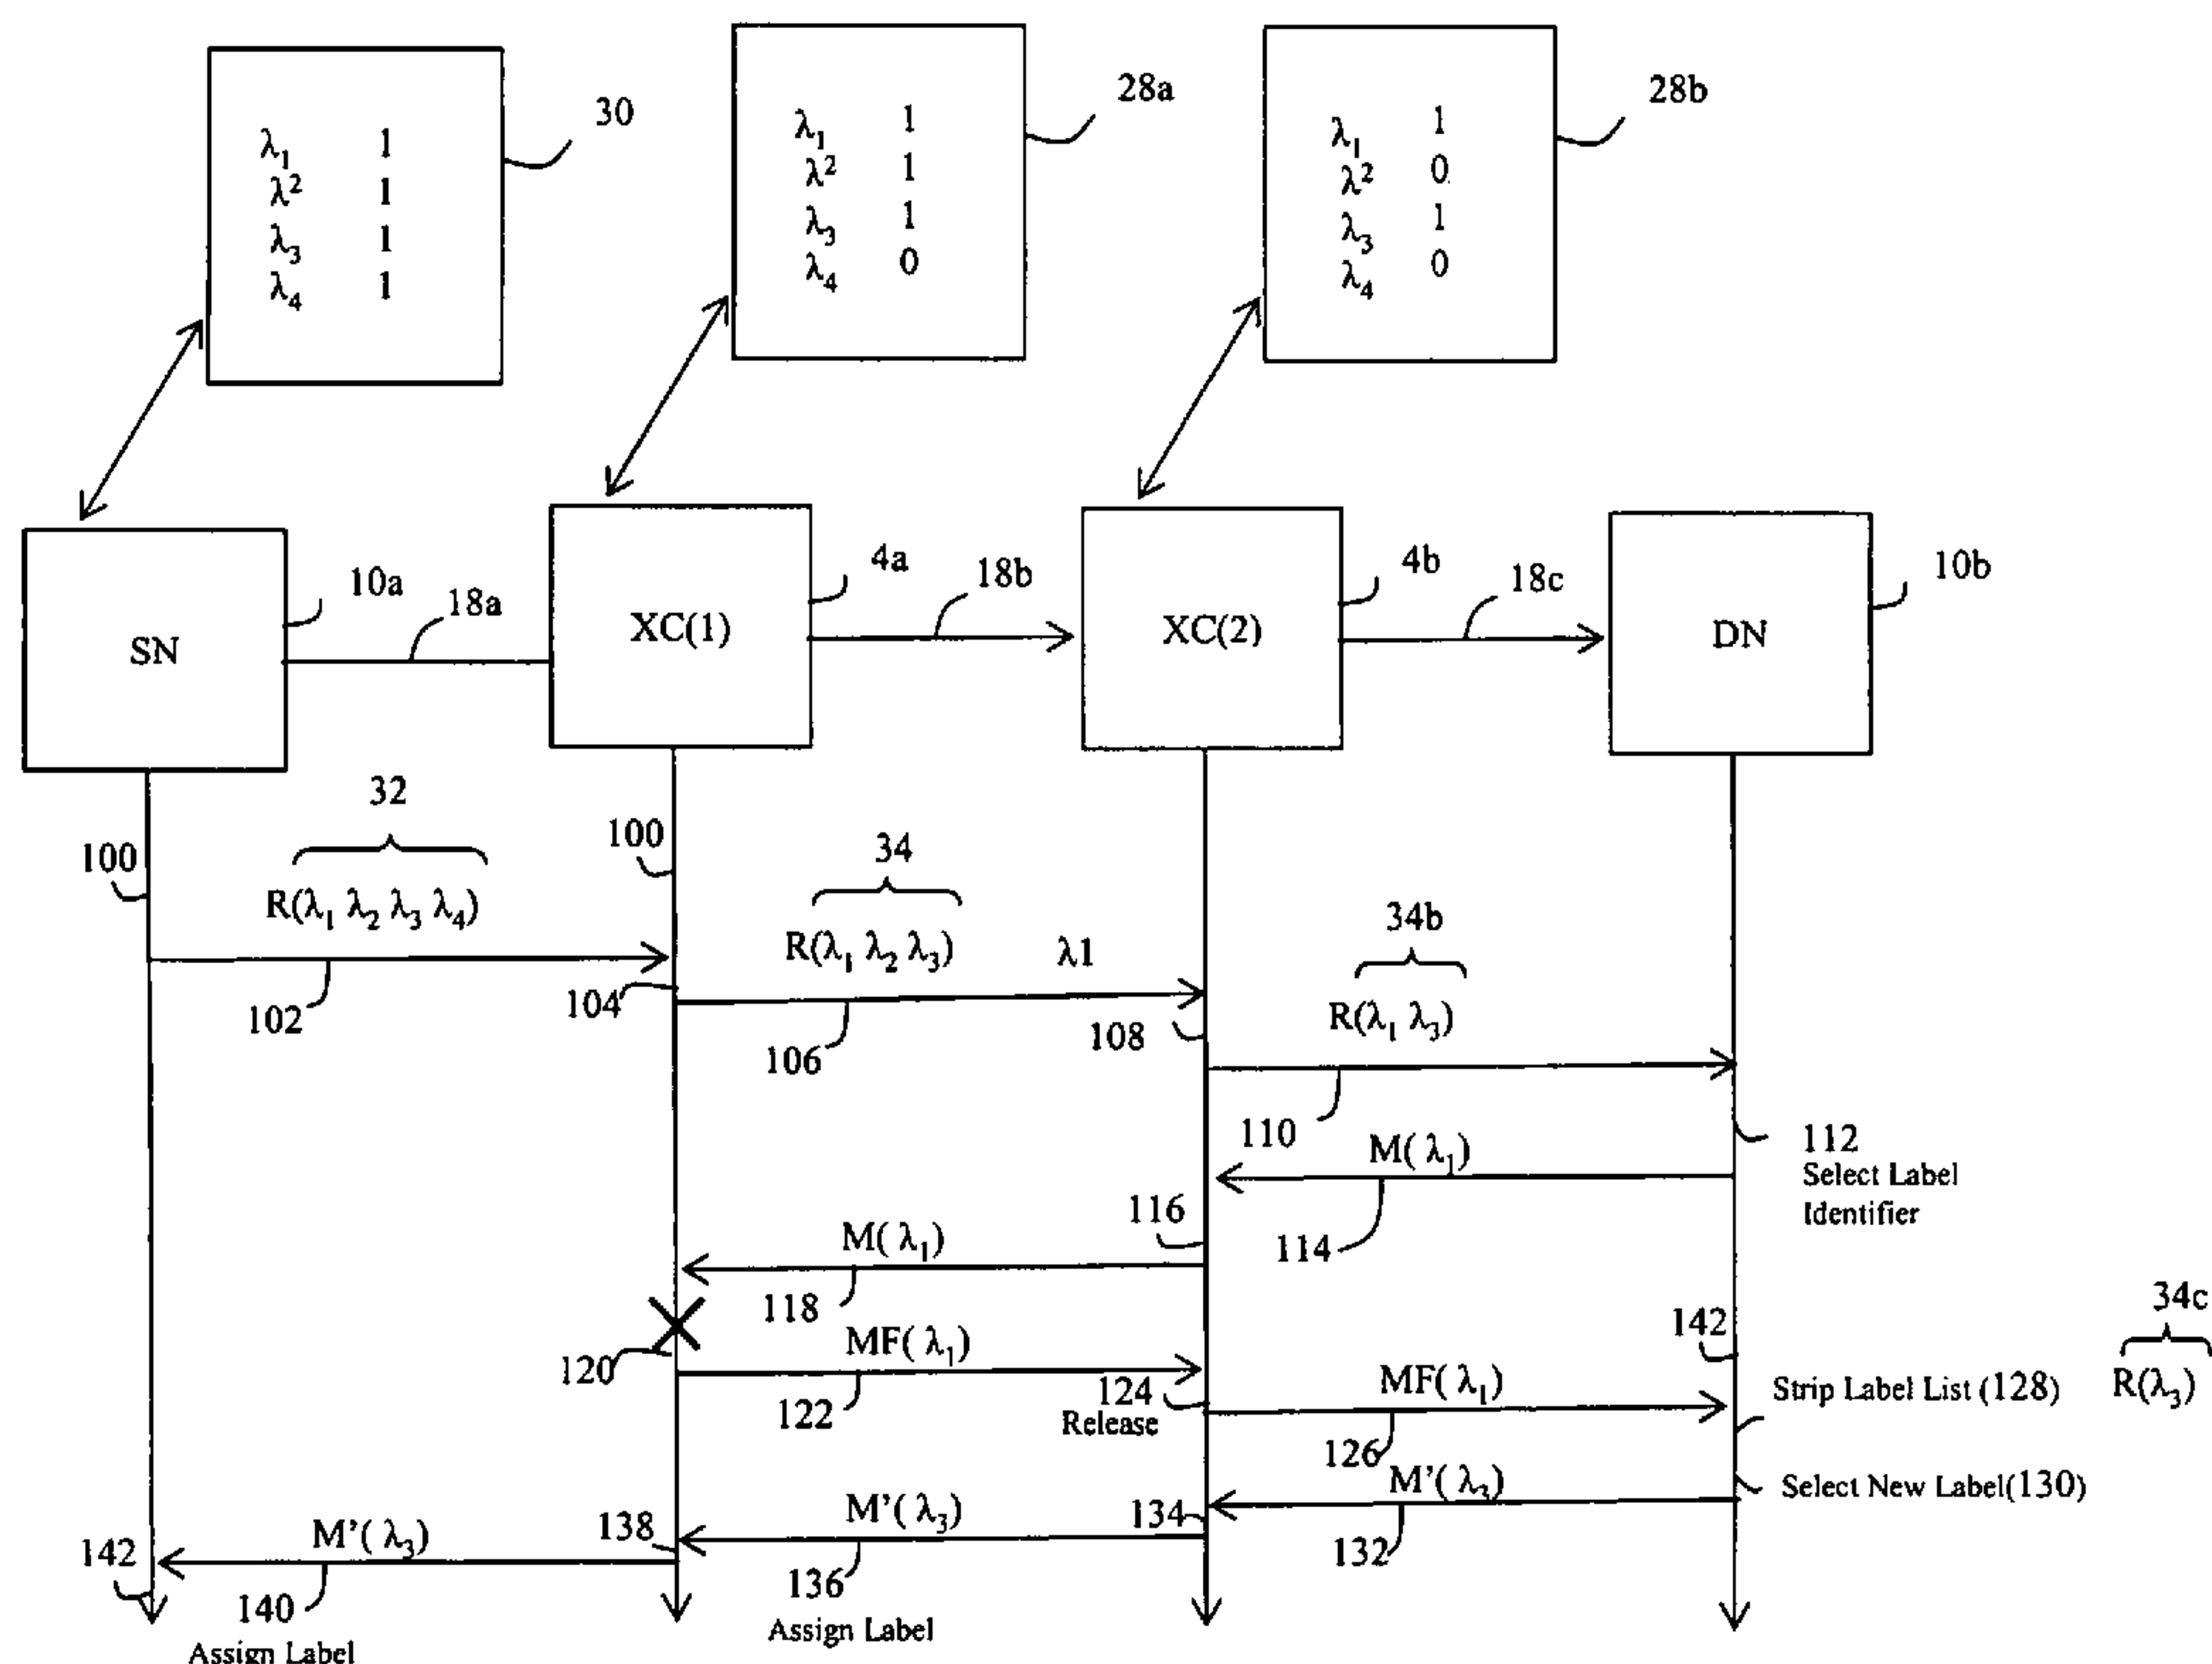 30
28a
28b
λ1 1
λ2 1
λ3 1
λ4 1
λ1 1
λ2 1
λ3 1
λ4 0
λ1 1
λ2 0
λ3 1
λ4 0
10a
18a
4a
18b
4b
18c
10b
SN
XC(1)
XC(2)
DN
32
100
R(λ1 λ2 λ3 λ4)
102
100
34
R(λ1 λ2 λ3) λ1
104
106
34b
R(λ1 λ3)
108
110
112
Select Label
Identifier
M(λ1)
114
116
M(λ1)
118
120
MF(λ1)
122
124
Release
MF(λ1)
126
142
34c
Strip Label List (128) R(λ3)
Select New Label(130)
M'(λ3)
132
134
M'(λ3)
136
Assign Label
138
M'(λ3)
142
140
Assign Label